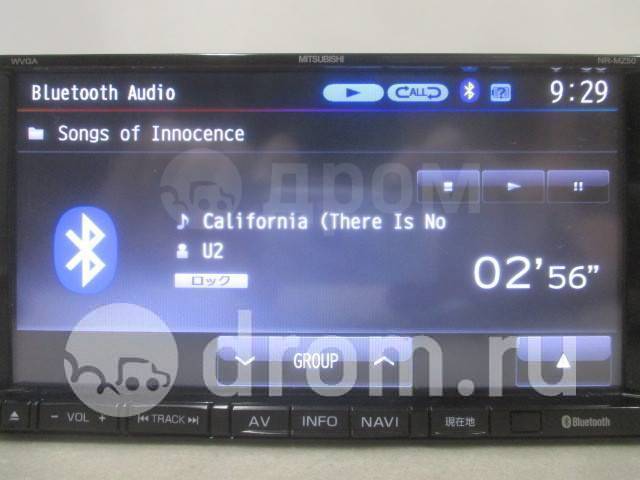 WVGA MITSUBISHI NR-MZ50
Bluetooth Audio ALL ? 9:29
Songs of Innocence
дром
California (There Is No
U2
ロック
02'56"
GROUP
drom.ru
− VOL + TRACK AV INFO NAVI 現在地 Bluetooth